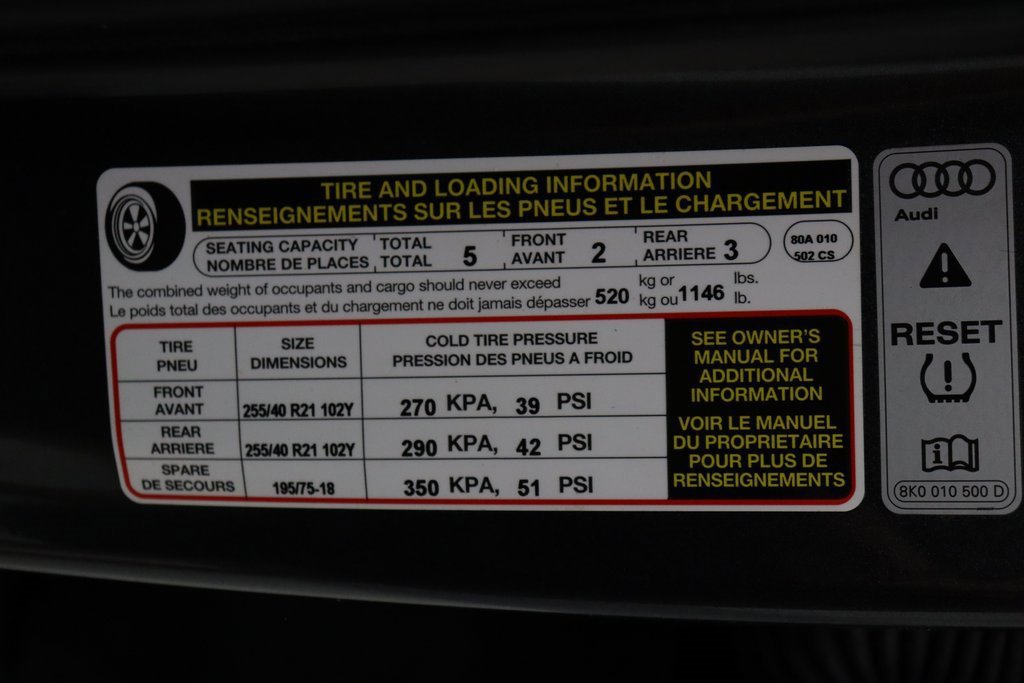 TIRE AND LOADING INFORMATION
RENSEIGNEMENTS SUR LES PNEUS ET LE CHARGEMENT
SEATING CAPACITY TOTAL 5 FRONT 2 REAR 3
NOMBRE DE PLACES TOTAL AVANT ARRIERE
80A 010
502 CS
The combined weight of occupants and cargo should never exceed 520 kg or 1146 lbs.
Le poids total des occupants et du chargement ne doit jamais dépasser kg ou lb.
TIRE SIZE COLD TIRE PRESSURE
PNEU DIMENSIONS PRESSION DES PNEUS A FROID
FRONT
AVANT 255/40 R21 102Y 270 KPA, 39 PSI
REAR
ARRIERE 255/40 R21 102Y 290 KPA, 42 PSI
SPARE
DE SECOURS 195/75-18 350 KPA, 51 PSI
SEE OWNER'S
MANUAL FOR
ADDITIONAL
INFORMATION
VOIR LE MANUEL
DU PROPRIETAIRE
POUR PLUS DE
RENSEIGNEMENTS
Audi
RESET
8K0 010 500 D